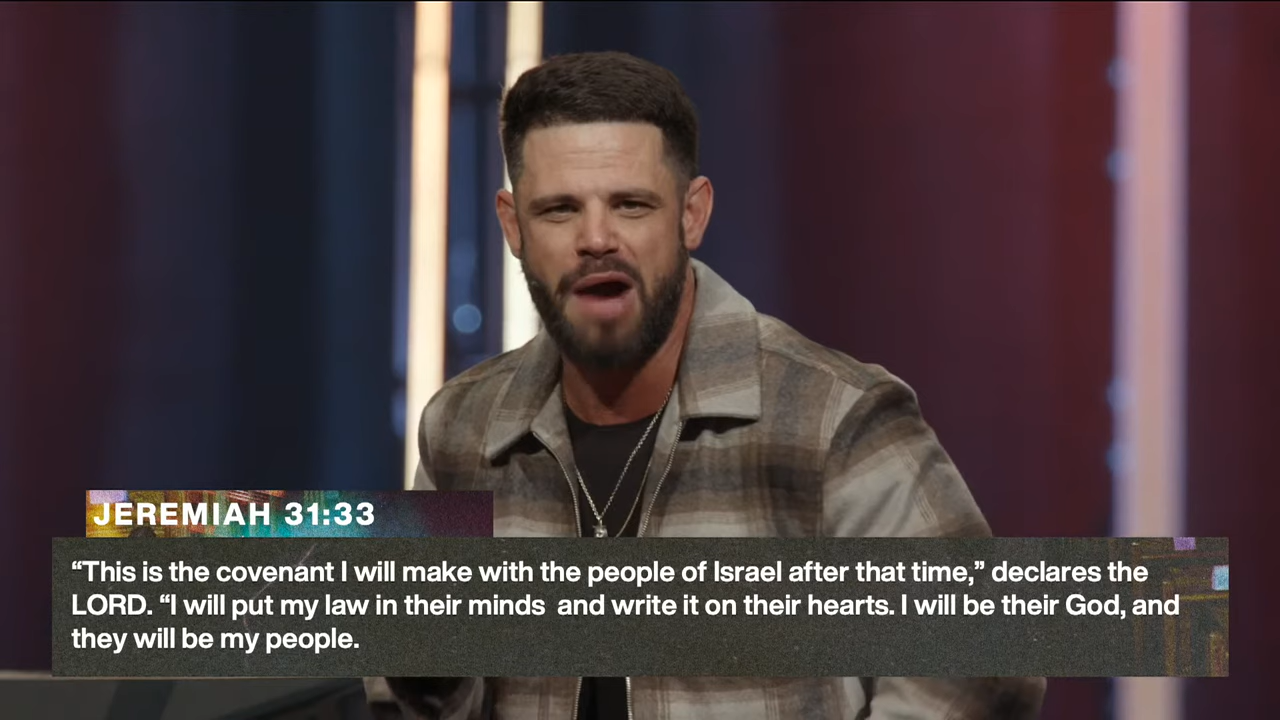 JEREMIAH 31:33
“This is the covenant I will make with the people of Israel after that time,” declares the
LORD. “I will put my law in their minds  and write it on their hearts. I will be their God, and
they will be my people.